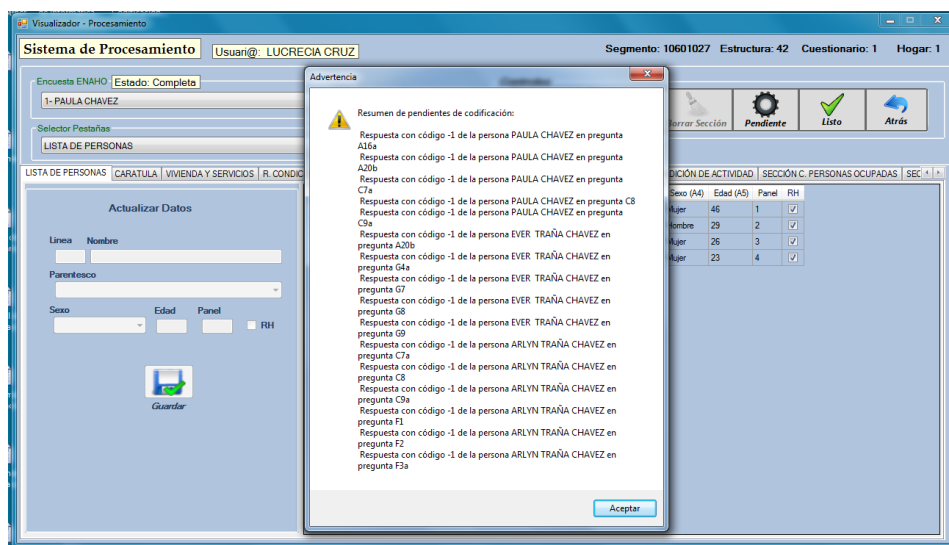 Visualizador - Procesamiento
Sistema de Procesamiento
Usuari@: LUCRECIA CRUZ
Segmento: 10601027 Estructura: 42 Cuestionario: 1 Hogar: 1
Encuesta ENAHO
Estado: Completa
1- PAULA CHAVEZ
Selector Pestañas
LISTA DE PERSONAS
Sección
Pendiente
Listo
Atrás
LISTA DE PERSONAS
CARATULA
VIVIENDA Y SERVICIOS
R. CONDIC
DICIÓN DE ACTIVIDAD
SECCIÓN C. PERSONAS OCUPADAS
SEC
Actualizar Datos
Linea Nombre
Parentesco
Sexo Edad Panel
RH
Guardar
Advertencia
Resumen de pendientes de codificación:
Respuesta con código -1 de la persona PAULA CHAVEZ en pregunta
A16a
Respuesta con código -1 de la persona PAULA CHAVEZ en pregunta
A20b
Respuesta con código -1 de la persona PAULA CHAVEZ en pregunta
C7a
Respuesta con código -1 de la persona PAULA CHAVEZ en pregunta C8
Respuesta con código -1 de la persona PAULA CHAVEZ en pregunta
C9a
Respuesta con código -1 de la persona EVER TRAÑA CHAVEZ en
pregunta A20b
Respuesta con código -1 de la persona EVER TRAÑA CHAVEZ en
pregunta G4a
Respuesta con código -1 de la persona EVER TRAÑA CHAVEZ en
pregunta G7
Respuesta con código -1 de la persona EVER TRAÑA CHAVEZ en
pregunta G8
Respuesta con código -1 de la persona EVER TRAÑA CHAVEZ en
pregunta G9
Respuesta con código -1 de la persona ARLYN TRAÑA CHAVEZ en
pregunta C7a
Respuesta con código -1 de la persona ARLYN TRAÑA CHAVEZ en
pregunta C8
Respuesta con código -1 de la persona ARLYN TRAÑA CHAVEZ en
pregunta C9a
Respuesta con código -1 de la persona ARLYN TRAÑA CHAVEZ en
pregunta F1
Respuesta con código -1 de la persona ARLYN TRAÑA CHAVEZ en
pregunta F2
Respuesta con código -1 de la persona ARLYN TRAÑA CHAVEZ en
pregunta F3a
Aceptar
Sexo (A4) Edad (A5) Panel RH
Mujer 46 1
Hombre 29 2
Mujer 26 3
Mujer 23 4